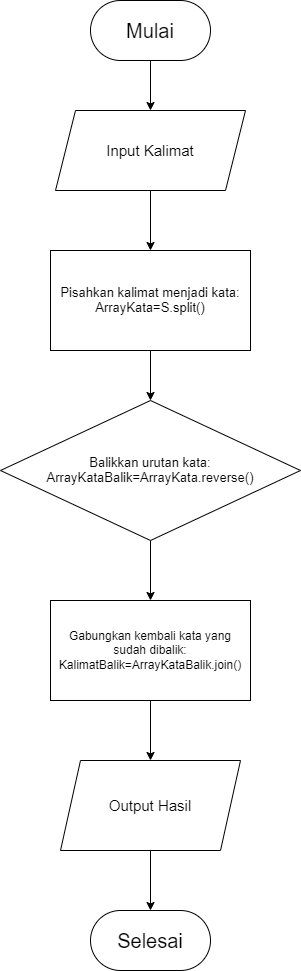 Mulai
Input Kalimat
Pisahkan kalimat menjadi kata:
ArrayKata=S.split()
Balikkan urutan kata:
ArrayKataBalik=ArrayKata.reverse()
Gabungkan kembali kata yang
sudah dibalik:
KalimatBalik=ArrayKataBalik.join()
Output Hasil
Selesai